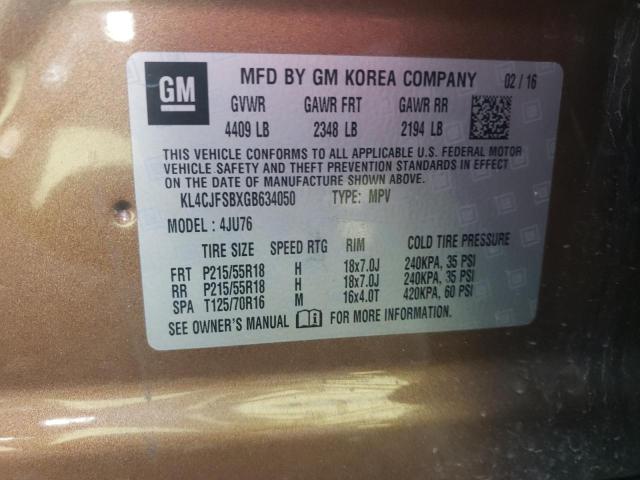 GM MFD BY GM KOREA COMPANY 02 / 16
GVWR GAWR FRT GAWR RR
4409 LB 2348 LB 2194 LB
THIS VEHICLE CONFORMS TO ALL APPLICABLE U.S. FEDERAL MOTOR
VEHICLE SAFETY AND THEFT PREVENTION STANDARDS IN EFFECT ON
THE DATE OF MANUFACTURE SHOWN ABOVE.
KL4CJFSBXGB634050 TYPE: MPV
MODEL : 4JU76
TIRE SIZE SPEED RTG RIM COLD TIRE PRESSURE
FRT P215/55R18 H 18x7.0J 240KPA, 35 PSI
RR P215/55R18 H 18x7.0J 240KPA, 35 PSI
SPA T125/70R16 M 16x4.0T 420KPA, 60 PSI
SEE OWNER'S MANUAL FOR MORE INFORMATION.